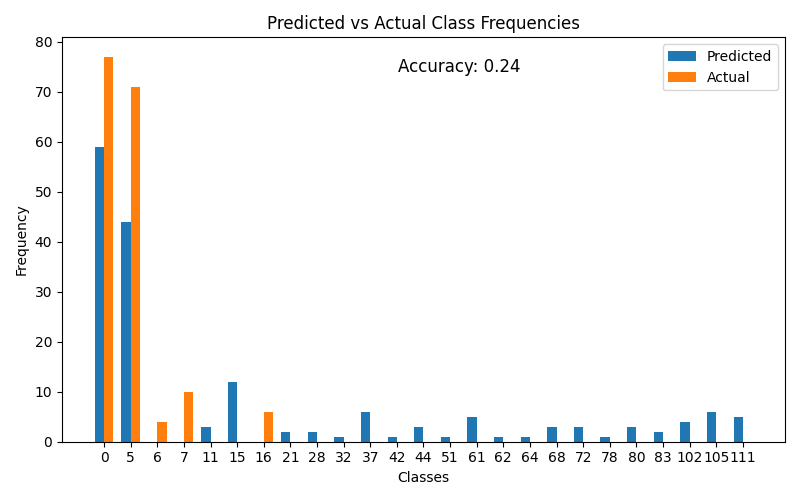 Predicted vs Actual Class Frequencies
Accuracy: 0.24
Predicted
Actual
80
70
60
50
40
30
20
10
0
Frequency
0 5 6 7 11 15 16 21 28 32 37 42 44 51 61 62 64 68 72 78 80 83 102 105 111
Classes